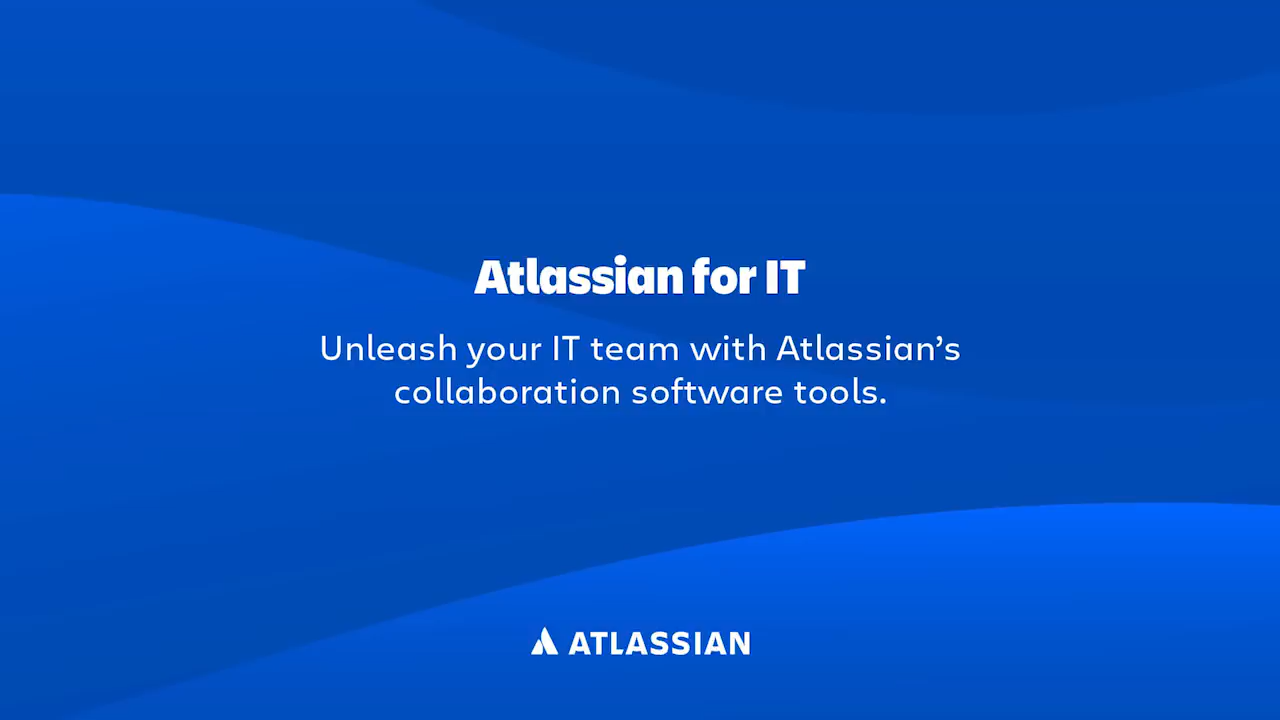 Atlassian for IT
Unleash your IT team with Atlassian’s
collaboration software tools.
ATLASSIAN